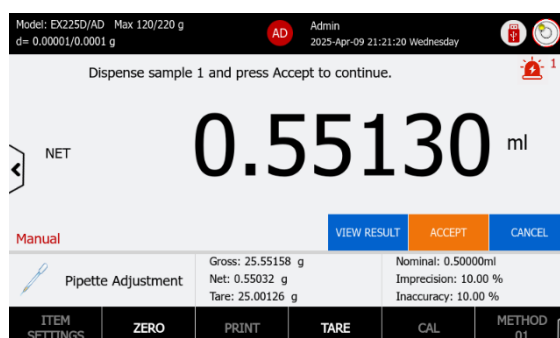 Model: EX225D/AD Max 120/220 g
d= 0.00001/0.0001 g
AD
Admin
2025-Apr-09 21:21:20 Wednesday
Dispense sample 1 and press Accept to continue.
1
NET
0.55130 ml
Manual
VIEW RESULT
ACCEPT
CANCEL
Pipette Adjustment
Gross: 25.55158 g
Net: 0.55032 g
Tare: 25.00126 g
Nominal: 0.50000ml
Imprecision: 10.00 %
Inaccuracy: 10.00 %
ITEM
SETTINGS
ZERO
PRINT
TARE
CAL
METHOD
01